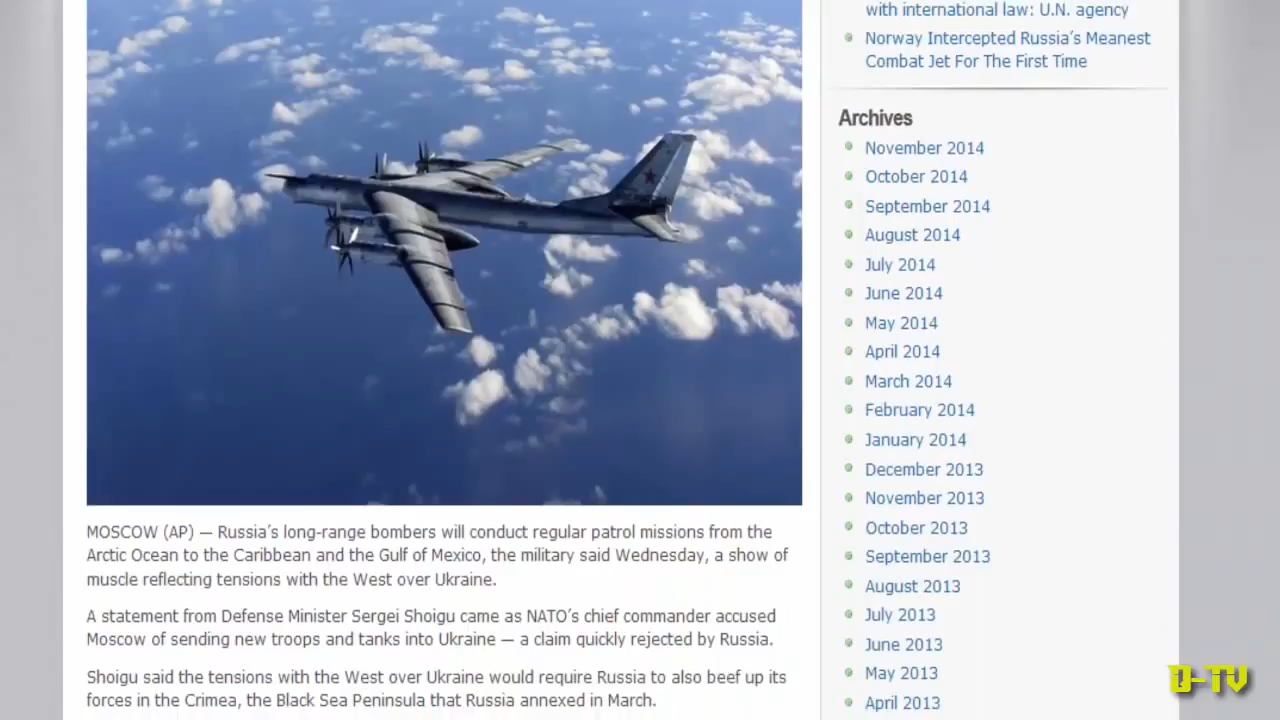 MOSCOW (AP) — Russia's long-range bombers will conduct regular patrol missions from the
Arctic Ocean to the Caribbean and the Gulf of Mexico, the military said Wednesday, a show of
muscle reflecting tensions with the West over Ukraine.
A statement from Defense Minister Sergei Shoigu came as NATO's chief commander accused
Moscow of sending new troops and tanks into Ukraine — a claim quickly rejected by Russia.
Shoigu said the tensions with the West over Ukraine would require Russia to also beef up its
forces in the Crimea, the Black Sea Peninsula that Russia annexed in March.
with international law: U.N. agency
Norway Intercepted Russia's Meanest
Combat Jet For The First Time
Archives
November 2014
October 2014
September 2014
August 2014
July 2014
June 2014
May 2014
April 2014
March 2014
February 2014
January 2014
December 2013
November 2013
October 2013
September 2013
August 2013
July 2013
June 2013
May 2013
April 2013
D-TV